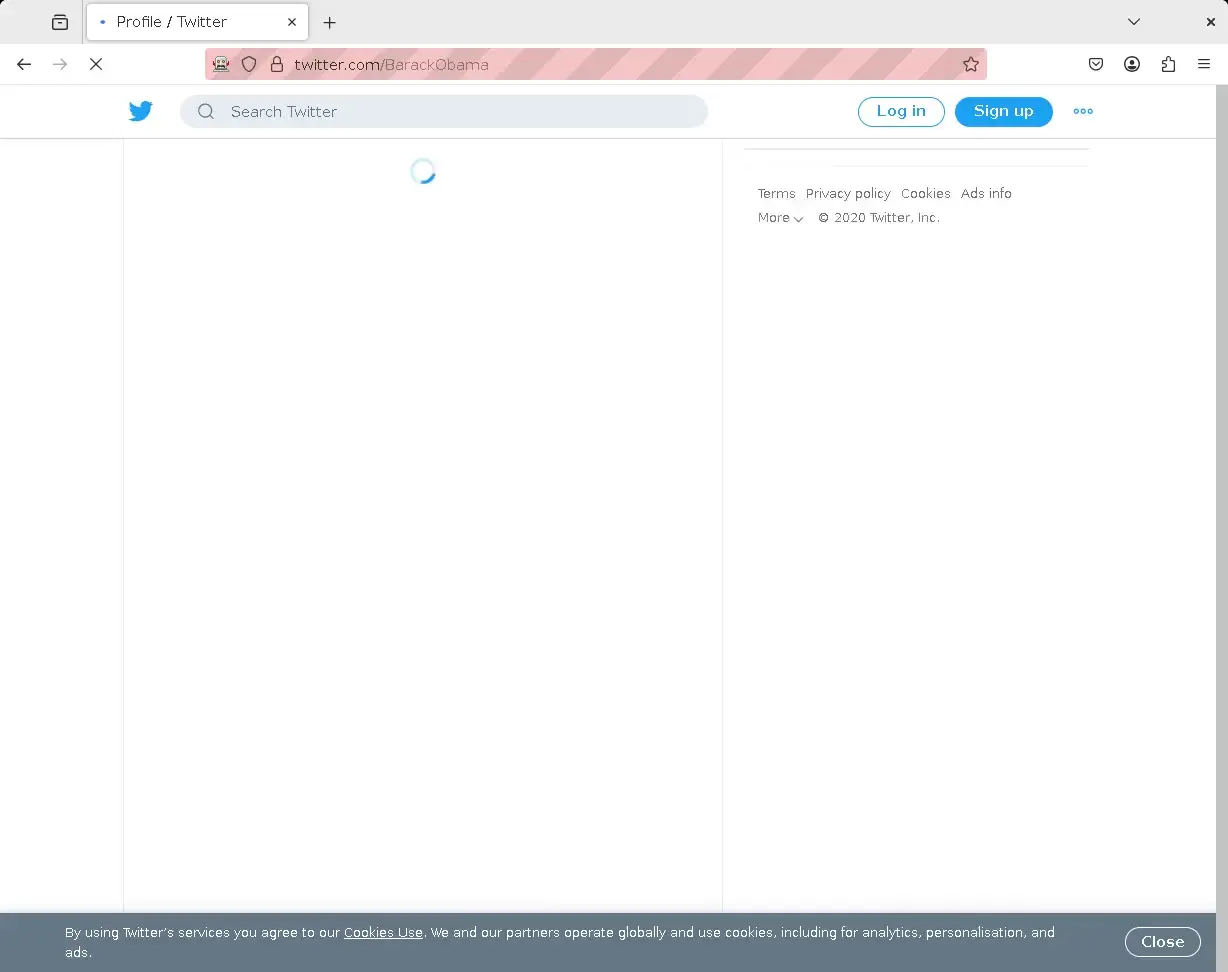 Profile / Twitter
twitter.com/BarackObama
Search Twitter
Log in
Sign up
Terms Privacy policy Cookies Ads info
More © 2020 Twitter, Inc.
By using Twitter's services you agree to our Cookies Use. We and our partners operate globally and use cookies, including for analytics, personalisation, and
ads.
Close